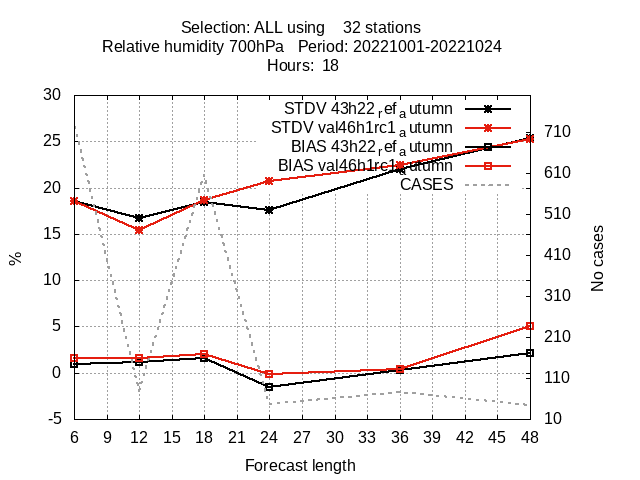 Selection: ALL using    32 stations
Relative humidity 700hPa   Period: 20221001-20221024
Hours:  18
STDV 43h22_ref_autumn
STDV val46h1rc1_autumn
BIAS 43h22_ref_autumn
BIAS val46h1rc1_autumn
CASES
30
25
20
15
10
5
0
-5
%
710
610
510
410
310
210
110
10
No cases
6 9 12 15 18 21 24 27 30 33 36 39 42 45 48
Forecast length